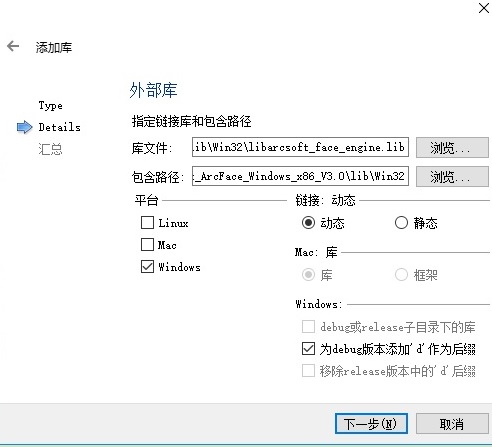 添加库
Type
Details
汇总
外部库
指定链接库和包含路径
库文件: ib\Win32\libarcsoft_face_engine.lib 浏览...
包含路径: _ArcFace_Windows_x86_V3.0\lib\Win32 浏览...
平台
Linux
Mac
Windows
链接: 动态
动态 静态
Mac: 库
库 框架
Windows:
debug或release子目录下的库
为debug版本添加'd'作为后缀
移除release版本中的'd'后缀
下一步(N) 取消